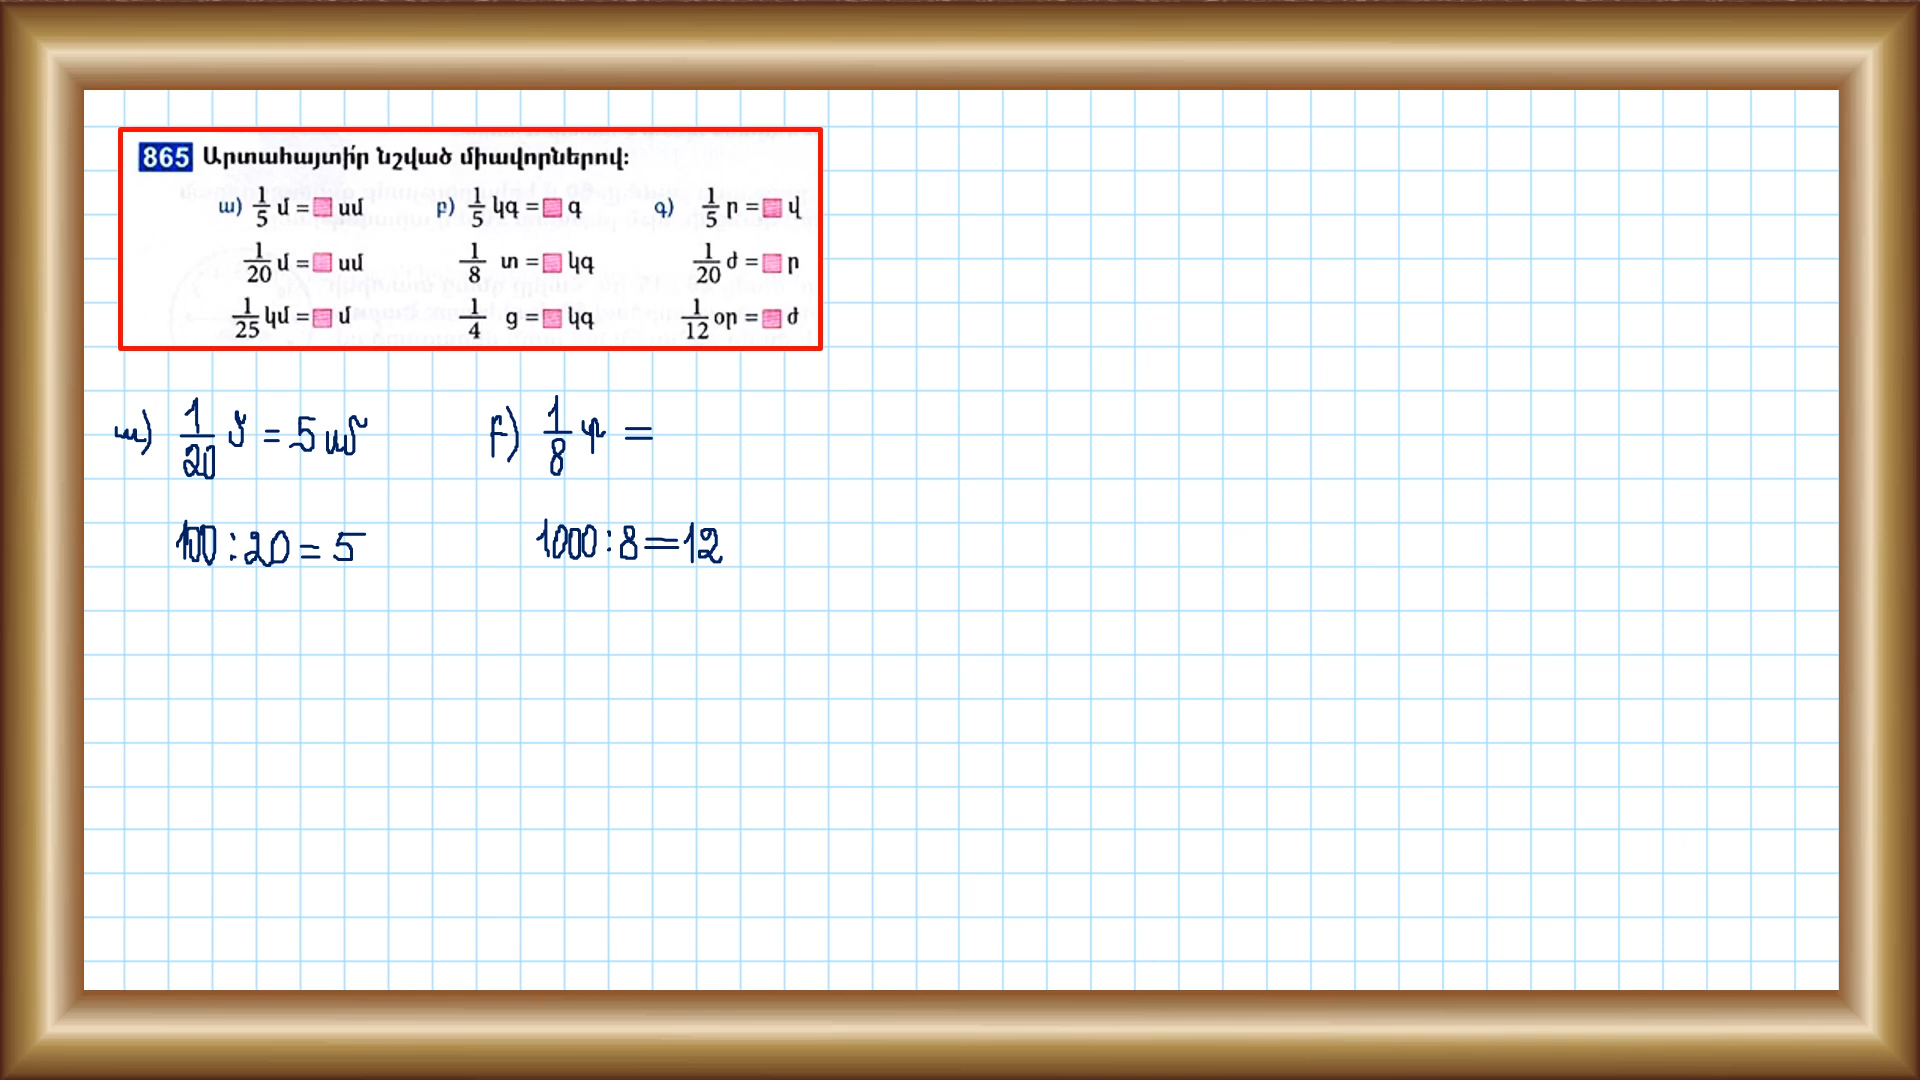 865 Արտահայտի՛ր նշված միավորներով:
ա) 1/5 մ = սմ բ) 1/5 կգ = գ գ) 1/5 ր = վ
1/20 մ = սմ 1/8 տ = կգ 1/20 ժ = ր
1/25 կմ = մ 1/4 ց = կգ 1/12 օր = ժ
ա) 1/20 մ = 5 սմ բ) 1/8 տ =
100 : 20 = 5 1000 : 8 = 12